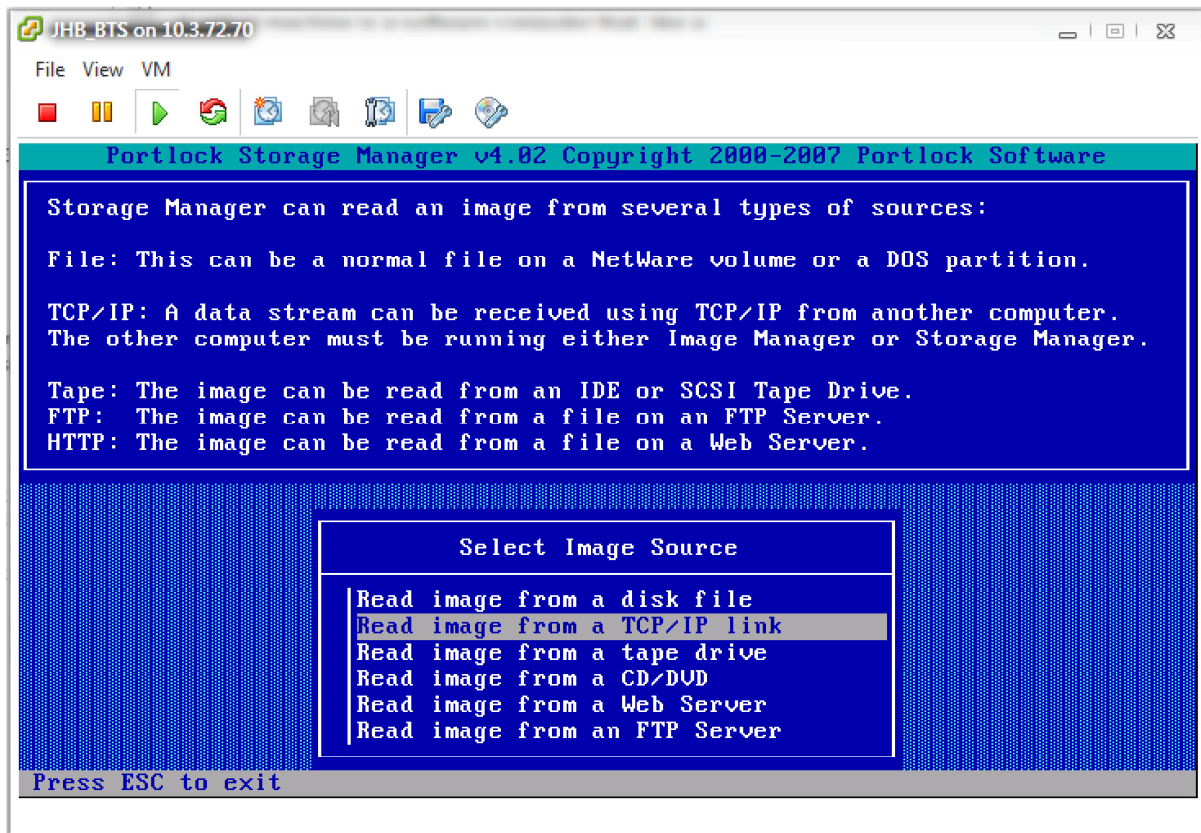 JHB_BTS on 10.3.72.70
File View VM
Portlock Storage Manager v4.02 Copyright 2000-2007 Portlock Software
Storage Manager can read an image from several types of sources:
File: This can be a normal file on a NetWare volume or a DOS partition.
TCP/IP: A data stream can be received using TCP/IP from another computer.
The other computer must be running either Image Manager or Storage Manager.
Tape: The image can be read from an IDE or SCSI Tape Drive.
FTP: The image can be read from a file on an FTP Server.
HTTP: The image can be read from a file on a Web Server.
Select Image Source
Read image from a disk file
Read image from a TCP/IP link
Read image from a tape drive
Read image from a CD/DVD
Read image from a Web Server
Read image from an FTP Server
Press ESC to exit